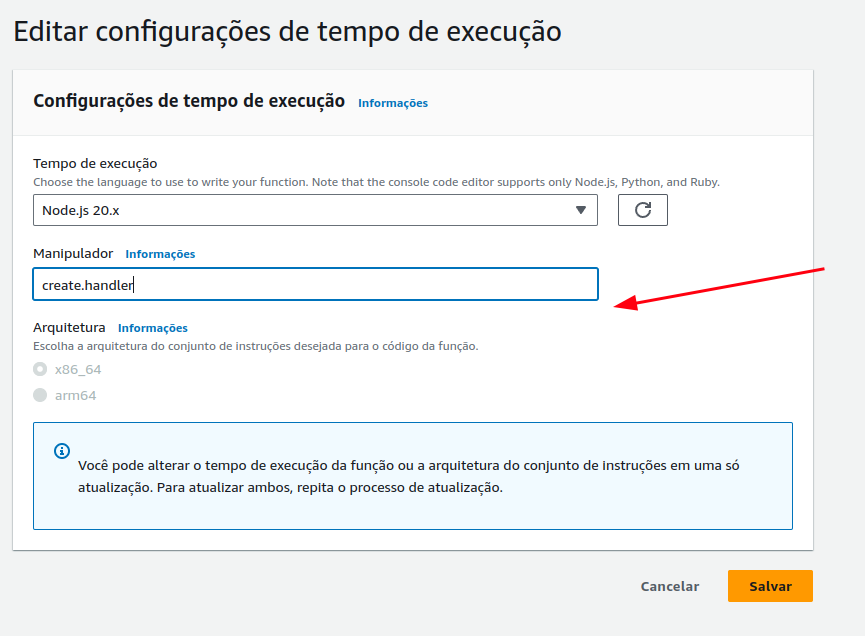 Editar configurações de tempo de execução
Configurações de tempo de execução Informações
Tempo de execução
Choose the language to use to write your function. Note that the console code editor supports only Node.js, Python, and Ruby.
Node.js 20.x
Manipulador Informações
create.handler
Arquitetura Informações
Escolha a arquitetura do conjunto de instruções desejada para o código da função.
x86_64
arm64
Você pode alterar o tempo de execução da função ou a arquitetura do conjunto de instruções em uma só
atualização. Para atualizar ambos, repita o processo de atualização.
Cancelar Salvar